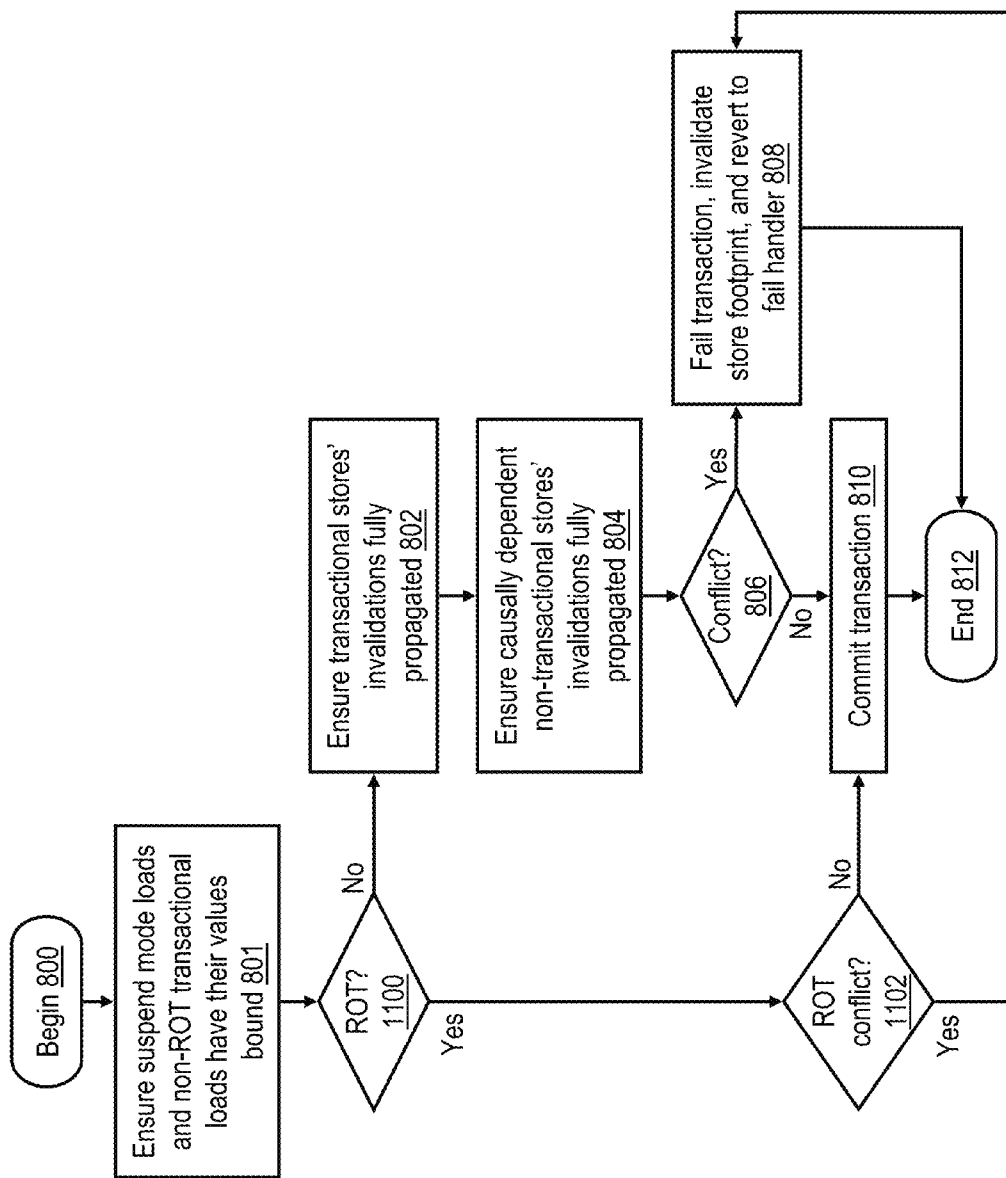 Begin 800
Ensure suspend mode loads
and non-ROT transactional
loads have their values
bound 801
ROT?
1100
No
Yes
Ensure transactional stores’
invalidations fully
propagated 802
Ensure causally dependent
non-transactional stores’
invalidations fully
propagated 804
Conflict?
806
Yes
No
Fail transaction, invalidate
store footprint, and revert to
fail handler 808
ROT
conflict?
1102
No
Yes
Commit transaction 810
End 812